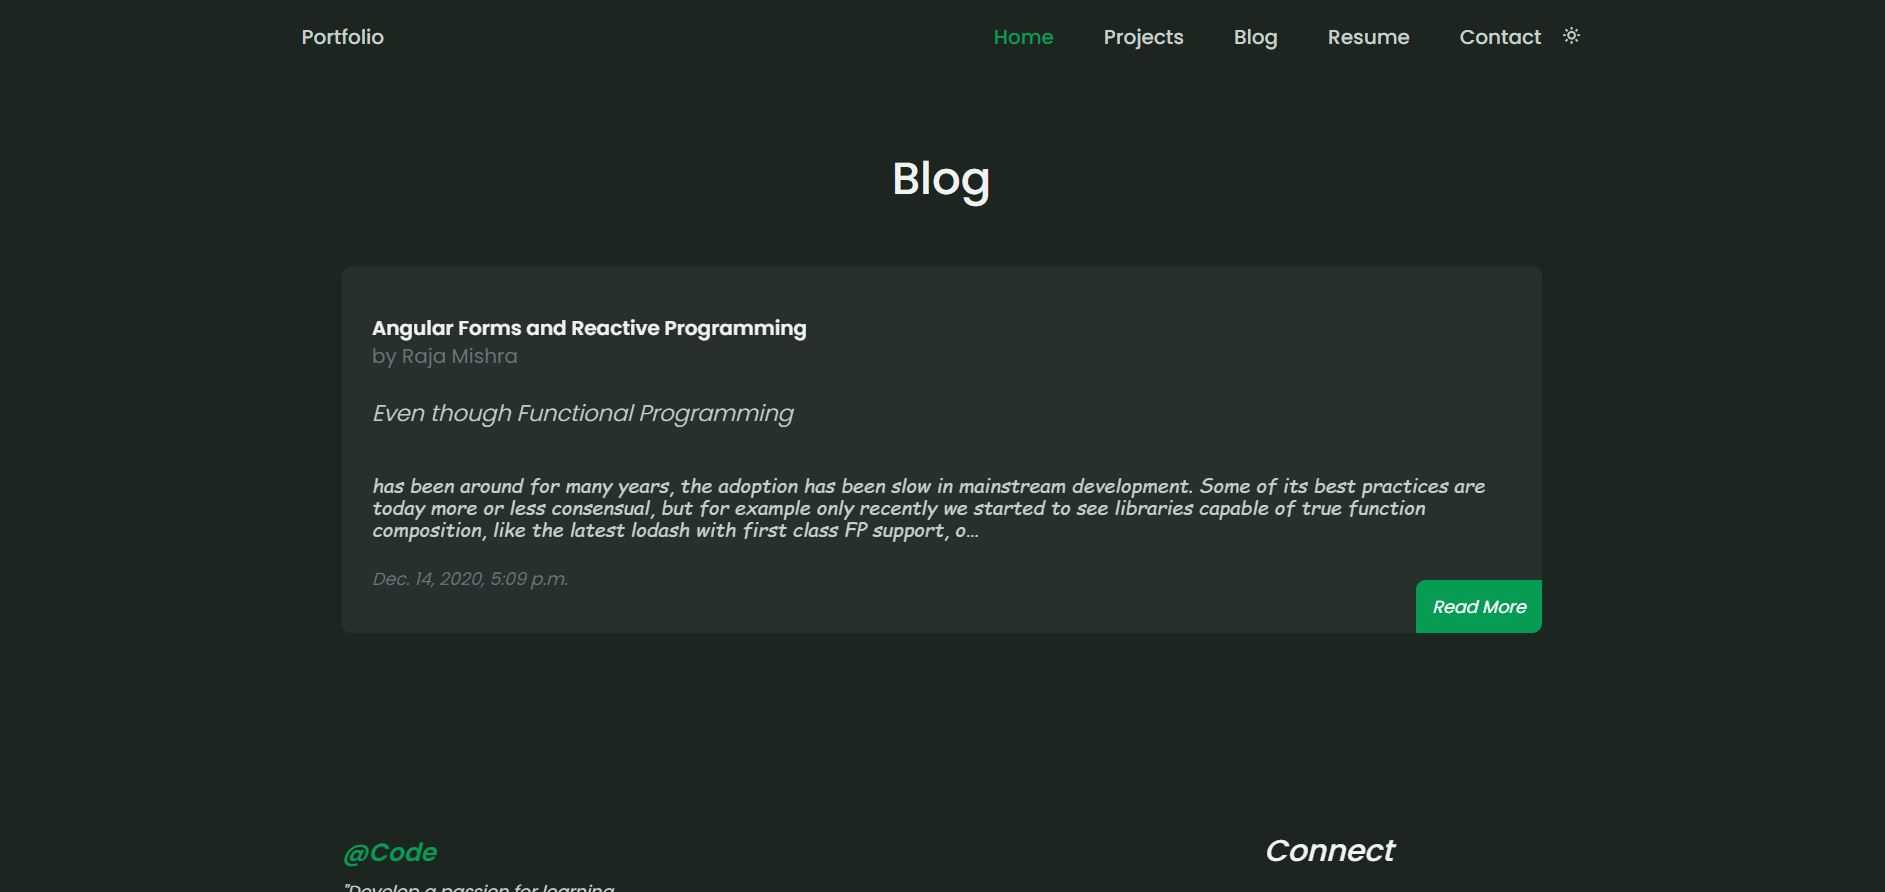 Portfolio
Home Projects Blog Resume Contact
Blog
Angular Forms and Reactive Programming
by Raja Mishra
Even though Functional Programming
has been around for many years, the adoption has been slow in mainstream development. Some of its best practices are
today more or less consensual, but for example only recently we started to see libraries capable of true function
composition, like the latest lodash with first class FP support, o...
Dec. 14, 2020, 5:09 p.m.
Read More
@Code
Connect
"Develop a passion for learning.